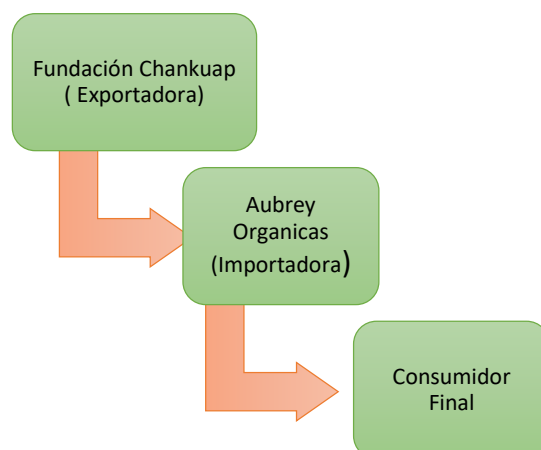 Fundación Chankuap
( Exportadora)
Aubrey
Organicas
(Importadora)
Consumidor
Final